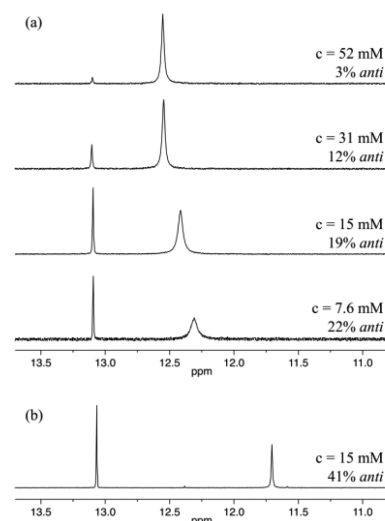 (a)
c = 52 mM
3% anti
c = 31 mM
12% anti
c = 15 mM
19% anti
c = 7.6 mM
22% anti
13.5 13.0 12.5 12.0 11.5 11.0
ppm
(b)
c = 15 mM
41% anti
13.5 13.0 12.5 12.0 11.5 11.0
ppm